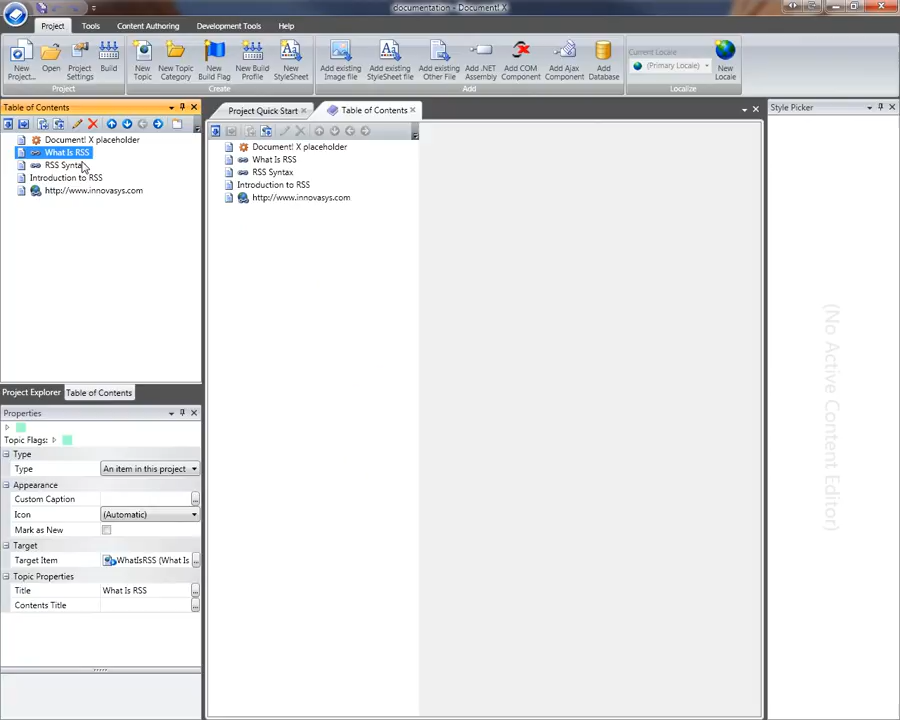 documentation - Document! X
Project
Tools
Content Authoring
Development Tools
Help
New Project...
Open
Project Settings
Build
New Topic
New Topic Category
New Build Flag
New Build Profile
New StyleSheet
Add existing Image file
Add existing StyleSheet file
Add existing Other File
Add .NET Assembly
Add COM Component
Add Ajax Component
Add Database
Current Locale
(Primary Locale)
New Locale
Project
Create
Add
Localize
Table of Contents
Project Quick Start
Table of Contents
Style Picker
Document! X placeholder
What Is RSS
RSS Syntax
Introduction to RSS
http://www.innovasys.com
Document! X placeholder
What Is RSS
RSS Syntax
Introduction to RSS
http://www.innovasys.com
(No Active Content Editor)
Project Explorer
Table of Contents
Properties
Topic Flags:
Type
Type An item in this project
Appearance
Custom Caption
Icon (Automatic)
Mark as New
Target
Target Item WhatIsRSS (What Is
Topic Properties
Title What Is RSS
Contents Title